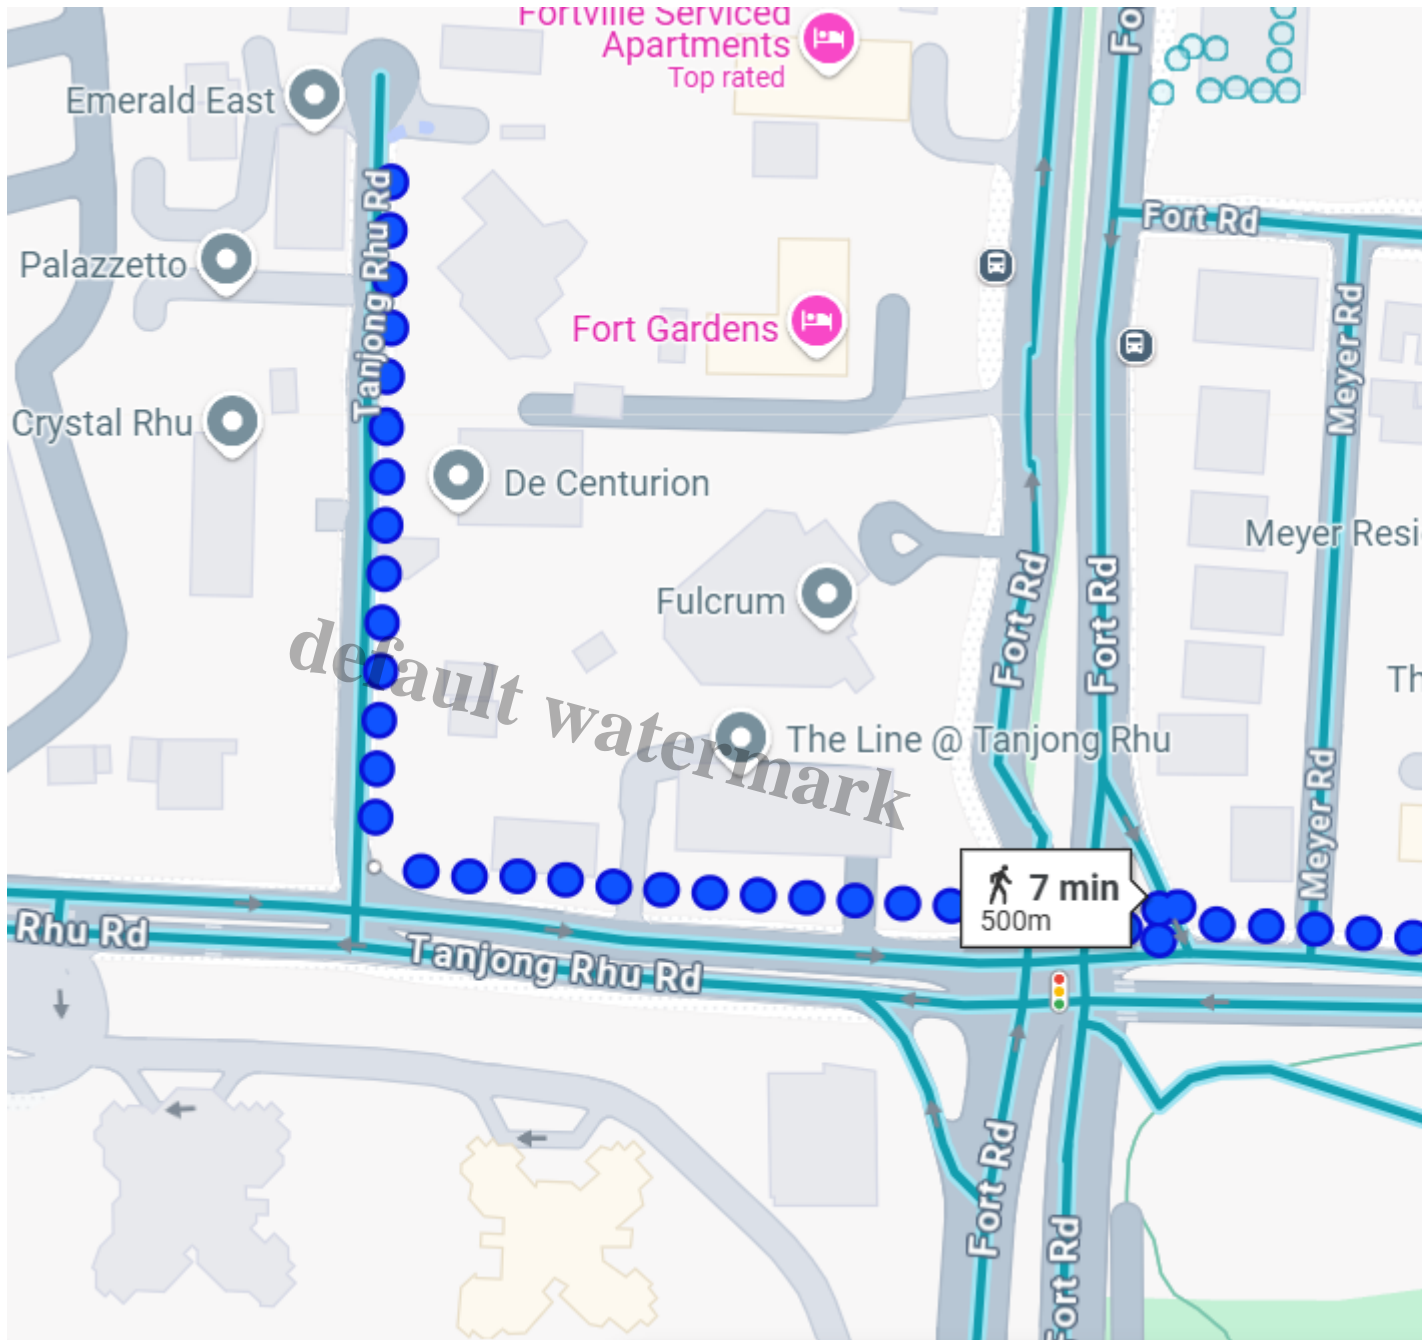 Fortville Serviced
Apartments
Top rated
Fo
Emerald East
Tanjong Rhu Rd
Fort Rd
Palazzetto
Fort Gardens
Meyer Rd
Crystal Rhu
De Centurion
Meyer Resi
Fort Rd
Fort Rd
Fulcrum
Th
default watermark
The Line @ Tanjong Rhu
Meyer Rd
7 min
500m
Rhu Rd
Tanjong Rhu Rd
Fort Rd
Fort Rd